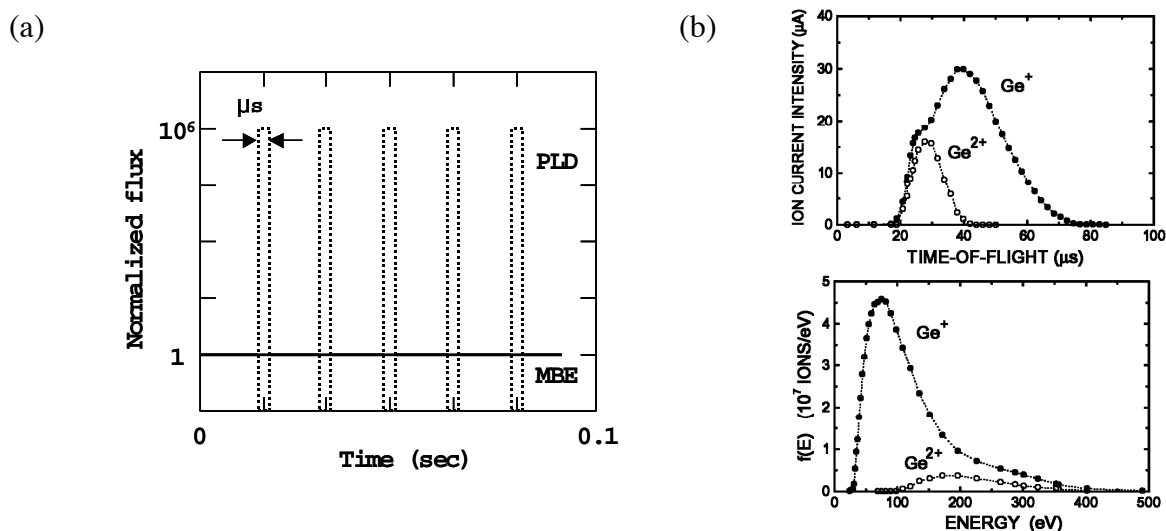 (a)
µs
10⁶
PLD
Normalized flux
1
MBE
0
0.1
Time (sec)
(b)
40
30
20
10
0
ION CURRENT INTENSITY (µA)
Ge⁺
Ge²⁺
0 20 40 60 80 100
TIME-OF-FLIGHT (µs)
5
4
3
2
1
0
f(E) (10⁷ IONS/eV)
Ge⁺
Ge²⁺
0 100 200 300 400 500
ENERGY (eV)